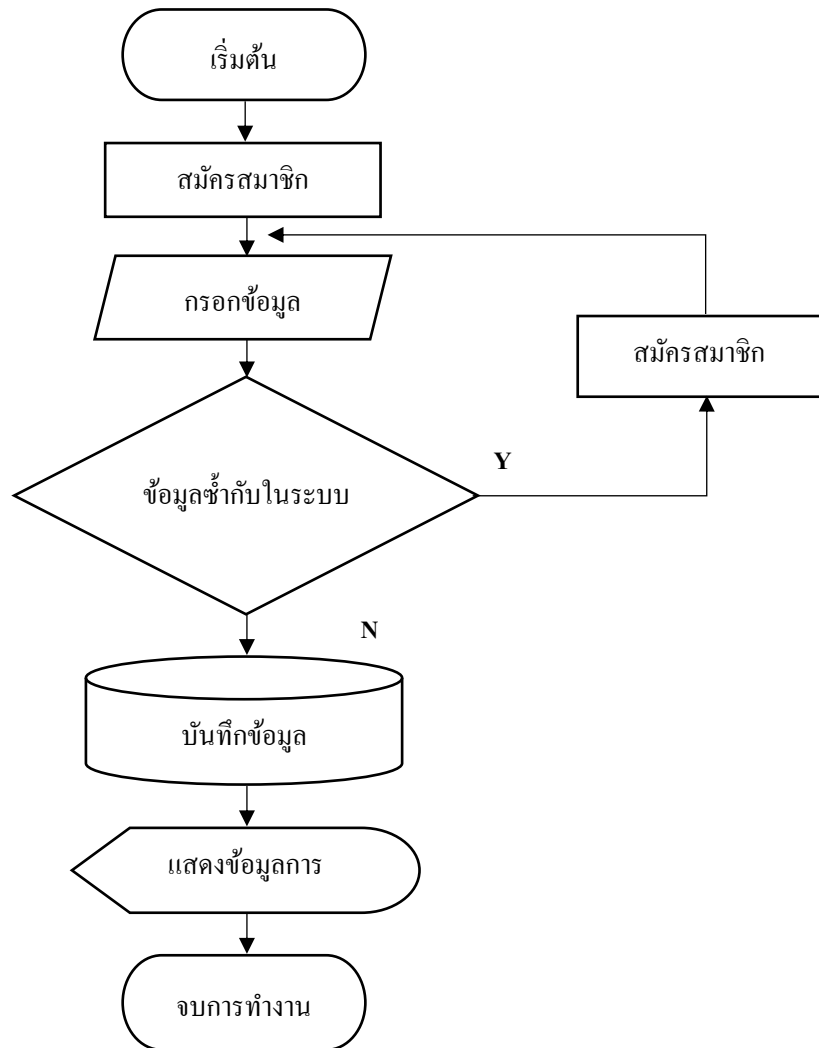 เริ่มต้น
สมัครสมาชิก
กรอกข้อมูล
สมัครสมาชิก
Y
ข้อมูลซ้ำกับในระบบ
N
บันทึกข้อมูล
แสดงข้อมูลการ
จบการทำงาน